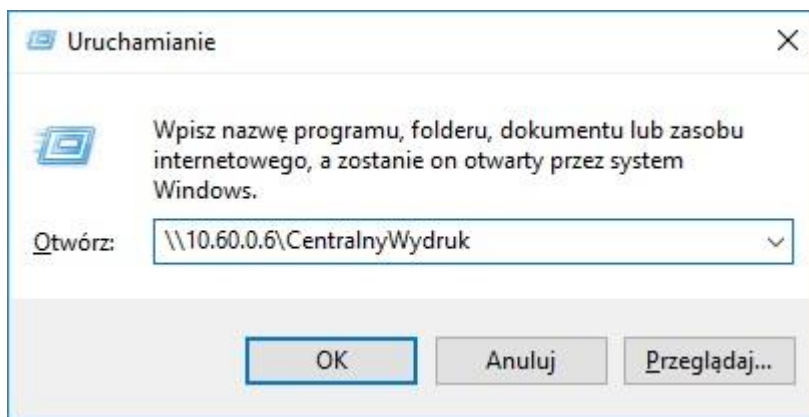 Uruchamianie
Wpisz nazwę programu, folderu, dokumentu lub zasobu
internetowego, a zostanie on otwarty przez system
Windows.
Otwórz: \\10.60.0.6\CentralnyWydruk
OK Anuluj Przeglądaj...